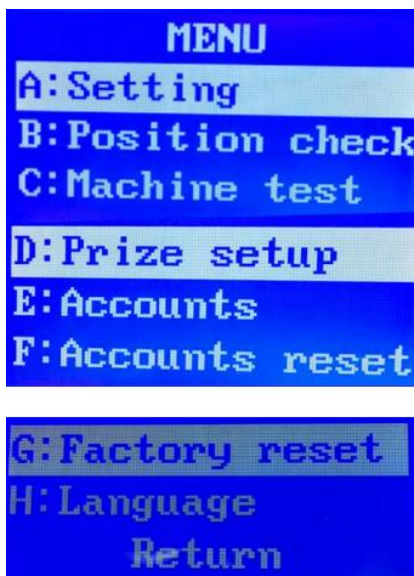 MENU
A:Setting
B:Position check
C:Machine test
D:Prize setup
E:Accounts
F:Accounts reset
G:Factory reset
H:Language
Return